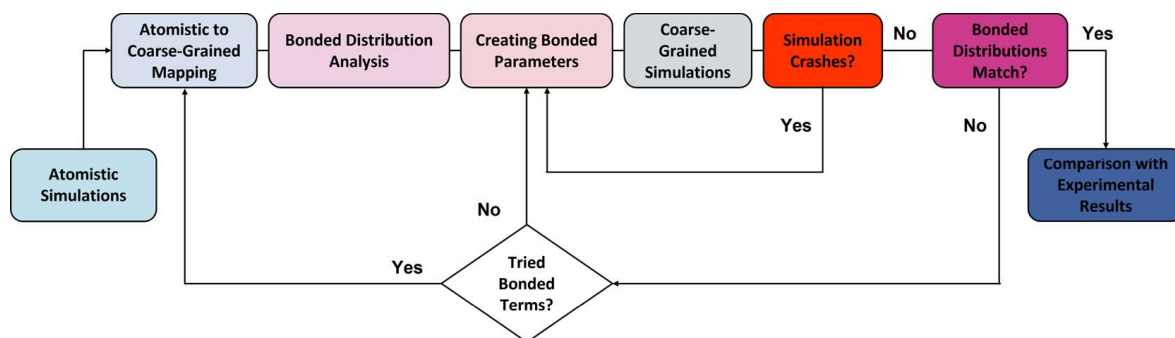 Atomistic to
Coarse-Grained
Mapping
Bonded Distribution
Analysis
Creating Bonded
Parameters
Coarse-
Grained
Simulations
Simulation
Crashes?
No
Bonded
Distributions
Match?
Yes
Yes
No
Atomistic
Simulations
Comparison with
Experimental
Results
No
Yes
Tried
Bonded
Terms?